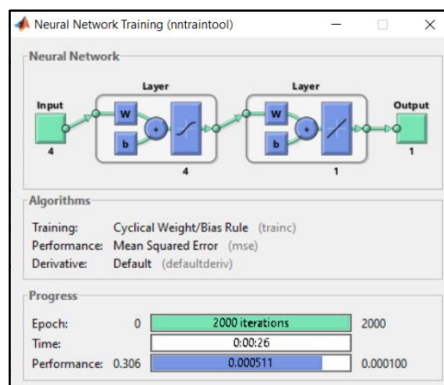 Neural Network Training (nntraintool)
Neural Network
Layer Layer
Input W W Output
b + b +
4 4 1 1
Algorithms
Training: Cyclical Weight/Bias Rule (trainc)
Performance: Mean Squared Error (mse)
Derivative: Default (defaultderiv)
Progress
Epoch: 0 2000 iterations 2000
Time: 0:00:26
Performance: 0.306 0.000511 0.000100